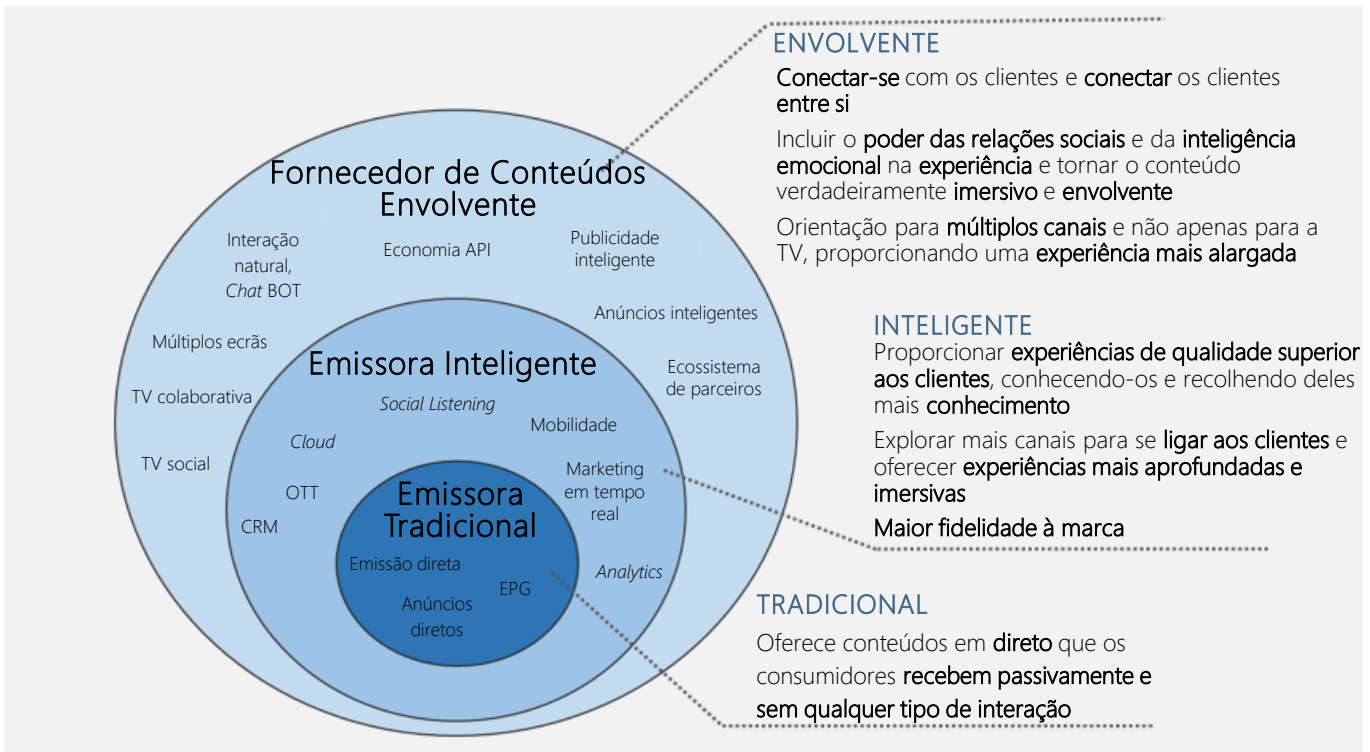 Fornecedor de Conteúdos
Envolvente
Interação
natural,
Chat BOT
Economia API
Publicidade
inteligente
Anúncios inteligentes
Múltiplos ecrãs
Ecossistema
de parceiros
TV colaborativa
TV social
Emissora Inteligente
Social Listening
Mobilidade
Cloud
Marketing
em tempo
real
OTT
CRM
Analytics
Emissora
Tradicional
Emissão direta
EPG
Anúncios
diretos
ENVOLVENTE
Conectar-se com os clientes e conectar os clientes
entre si
Incluir o poder das relações sociais e da inteligência
emocional na experiência e tornar o conteúdo
verdadeiramente imersivo e envolvente
Orientação para múltiplos canais e não apenas para a
TV, proporcionando uma experiência mais alargada
INTELIGENTE
Proporcionar experiências de qualidade superior
aos clientes, conhecendo-os e recolhendo deles
mais conhecimento
Explorar mais canais para se ligar aos clientes e
oferecer experiências mais aprofundadas e
imersivas
Maior fidelidade à marca
TRADICIONAL
Oferece conteúdos em direto que os
consumidores recebem passivamente e
sem qualquer tipo de interação